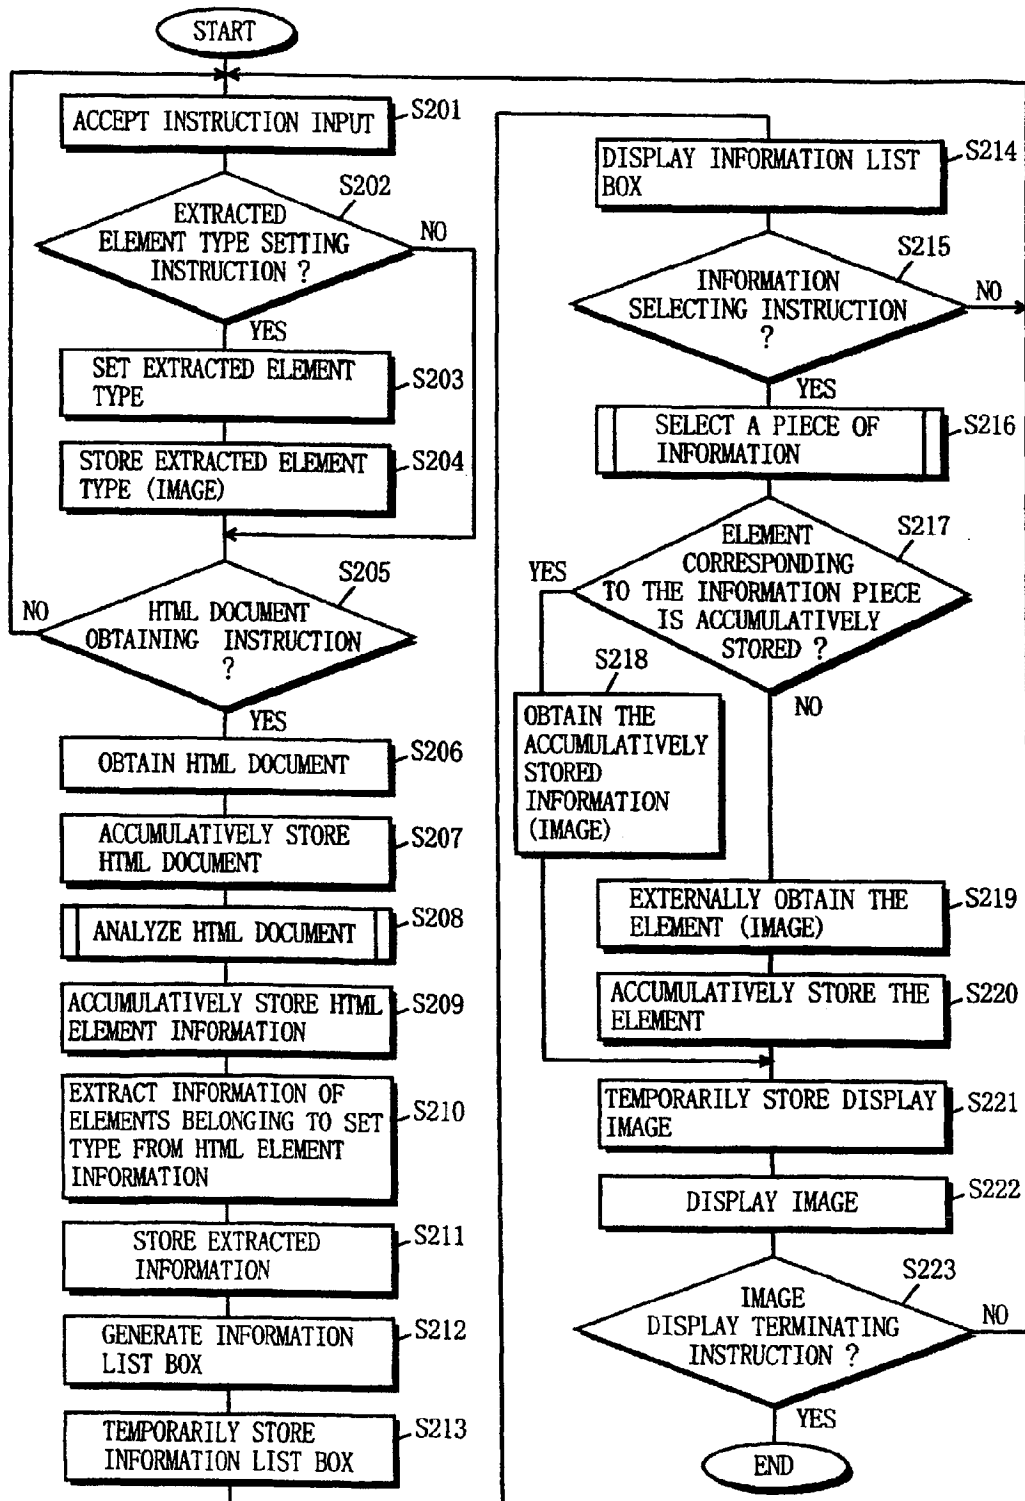 START
ACCEPT INSTRUCTION INPUT
S201
S202
EXTRACTED
ELEMENT TYPE SETTING
INSTRUCTION ?
NO
YES
SET EXTRACTED ELEMENT
TYPE
S203
STORE EXTRACTED ELEMENT
TYPE (IMAGE)
S204
S205
NO
HTML DOCUMENT
OBTAINING INSTRUCTION
?
YES
OBTAIN HTML DOCUMENT
S206
ACCUMULATIVELY STORE
HTML DOCUMENT
S207
ANALYZE HTML DOCUMENT
S208
ACCUMULATIVELY STORE HTML
ELEMENT INFORMATION
S209
EXTRACT INFORMATION OF
ELEMENTS BELONGING TO SET
TYPE FROM HTML ELEMENT
INFORMATION
S210
STORE EXTRACTED
INFORMATION
S211
GENERATE INFORMATION
LIST BOX
S212
TEMPORARILY STORE
INFORMATION LIST BOX
S213
DISPLAY INFORMATION LIST
BOX
S214
S215
INFORMATION
SELECTING INSTRUCTION
?
NO
YES
SELECT A PIECE OF
INFORMATION
S216
S217
ELEMENT
CORRESPONDING
TO THE INFORMATION PIECE
IS ACCUMULATIVELY
STORED ?
YES
NO
S218
OBTAIN THE
ACCUMULATIVELY
STORED
INFORMATION
(IMAGE)
EXTERNALLY OBTAIN THE
ELEMENT (IMAGE)
S219
ACCUMULATIVELY STORE THE
ELEMENT
S220
TEMPORARILY STORE DISPLAY
IMAGE
S221
DISPLAY IMAGE
S222
S223
IMAGE
DISPLAY TERMINATING
INSTRUCTION ?
NO
YES
END